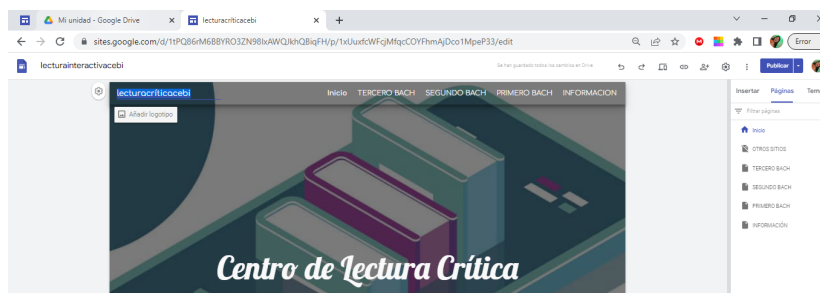 Mi unidad - Google Drive
lecturacríticacebi
sites.google.com/d/1tPQ86rM6BBYRO3ZN98IxAWQJkhQBiqFH/p/1xUuxfcWFcjMfqcCOYFhmAjDco1MpeP33/edit
Error
lecturainteractivacebi
Se han guardado todos los cambios en Drive
Publicar
lecturacríticacebi
Inicio TERCERO BACH SEGUNDO BACH PRIMERO BACH INFORMACION
Añadir logotipo
Insertar Páginas Tem
Filtrar páginas
Inicio
OTROS SITIOS
TERCERO BACH
SEGUNDO BACH
PRIMERO BACH
INFORMACIÓN
Centro de Lectura Crítica